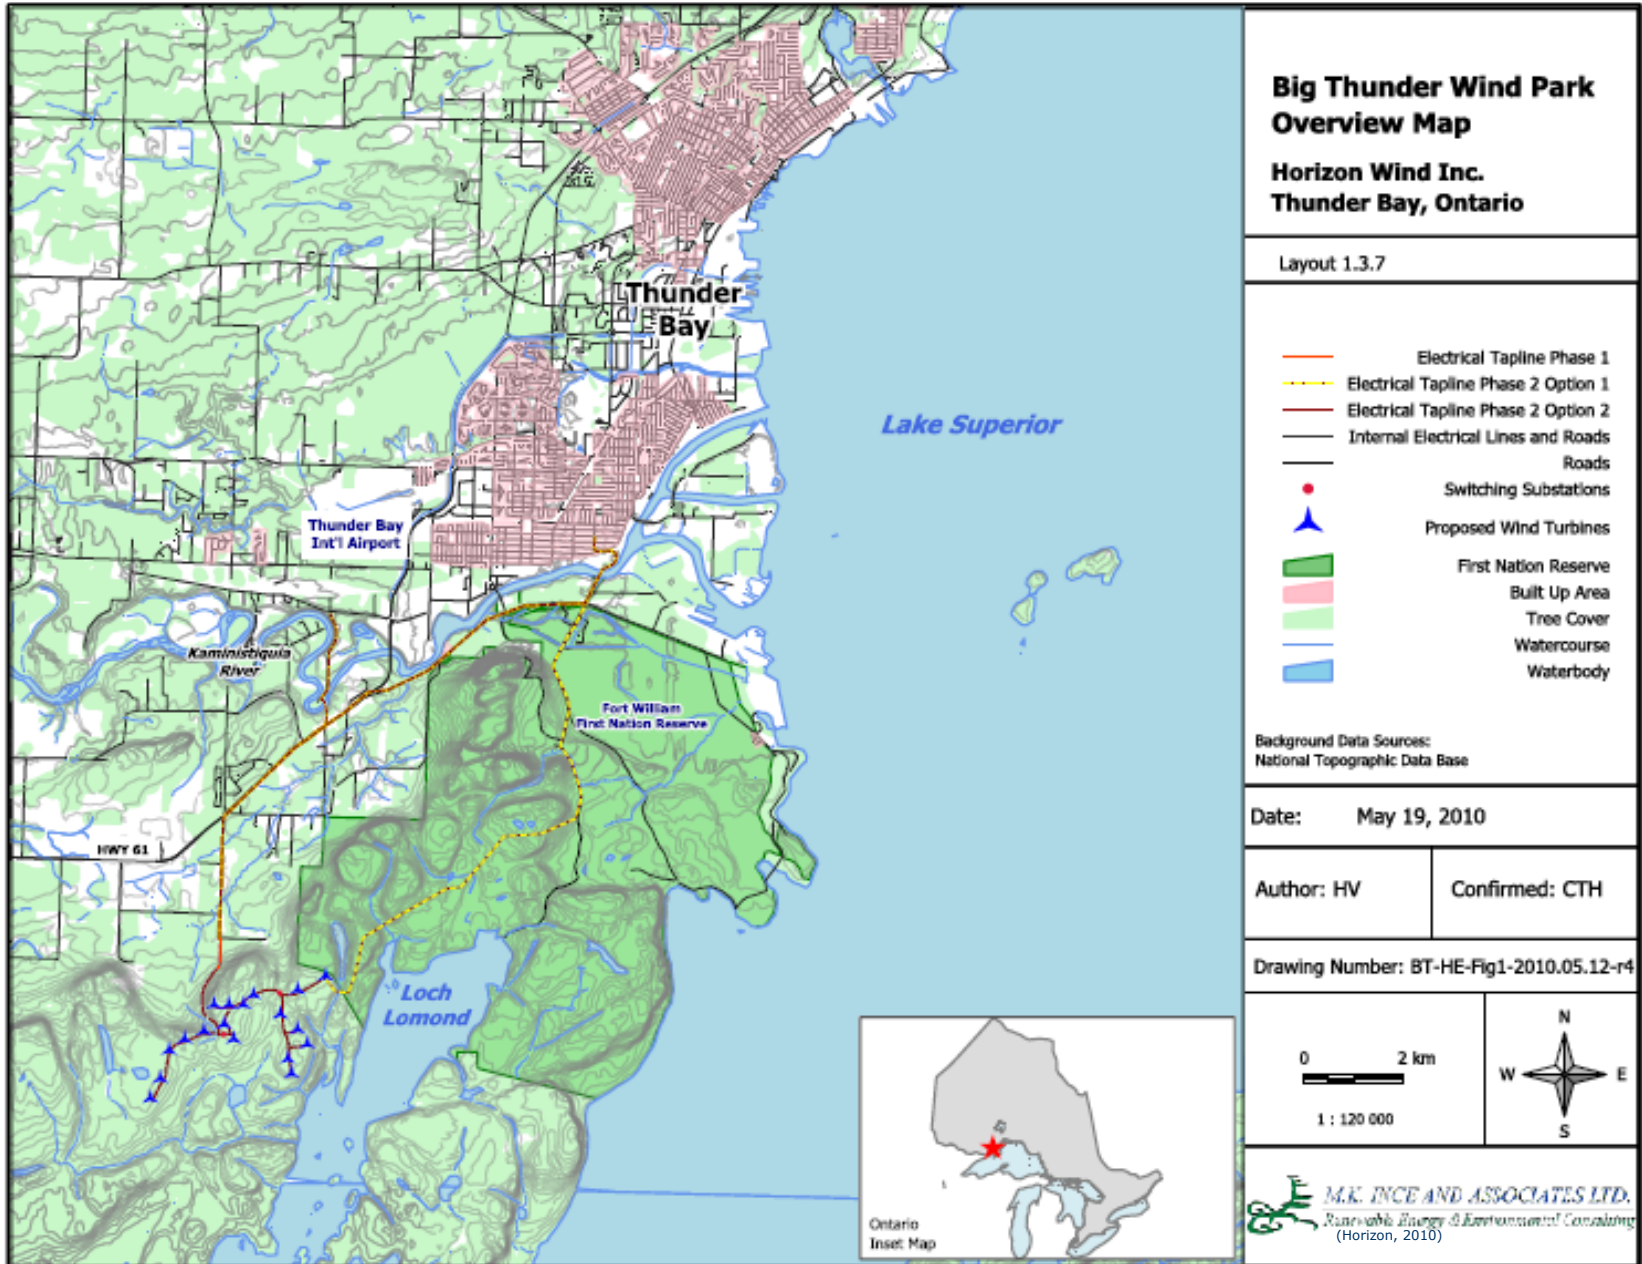 Big Thunder Wind Park
Overview Map
Horizon Wind Inc.
Thunder Bay, Ontario
Layout 1.3.7
Electrical Tapline Phase 1
Electrical Tapline Phase 2 Option 1
Electrical Tapline Phase 2 Option 2
Internal Electrical Lines and Roads
Roads
Switching Substations
Proposed Wind Turbines
First Nation Reserve
Built Up Area
Tree Cover
Watercourse
Waterbody
Background Data Sources:
National Topographic Data Base
Date: May 19, 2010
Author: HV
Confirmed: CTH
Drawing Number: BT-HE-Fig1-2010.05.12-r4
0 2 km
1 : 120 000
N
W E
S
M.K. INCE AND ASSOCIATES LTD.
Renewable Energy & Environmental Consulting
(Horizon, 2010)
Thunder
Bay
Lake Superior
Thunder Bay
Int'l Airport
Kaministiquia
River
Fort William
First Nation Reserve
HWY 61
Loch
Lomond
Ontario
Inset Map